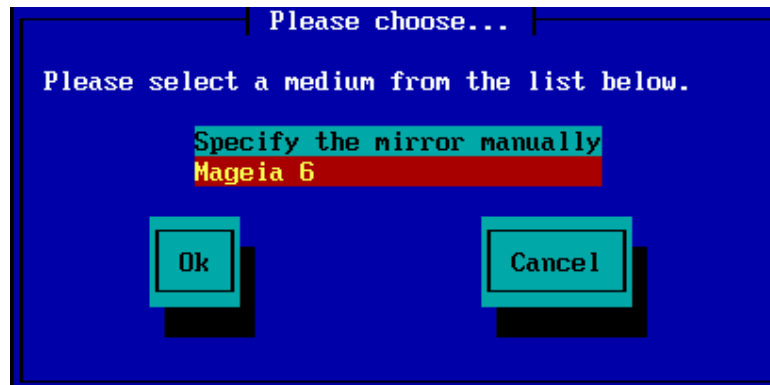 Please choose...
Please select a medium from the list below.
Specify the mirror manually
Mageia 6
Ok
Cancel